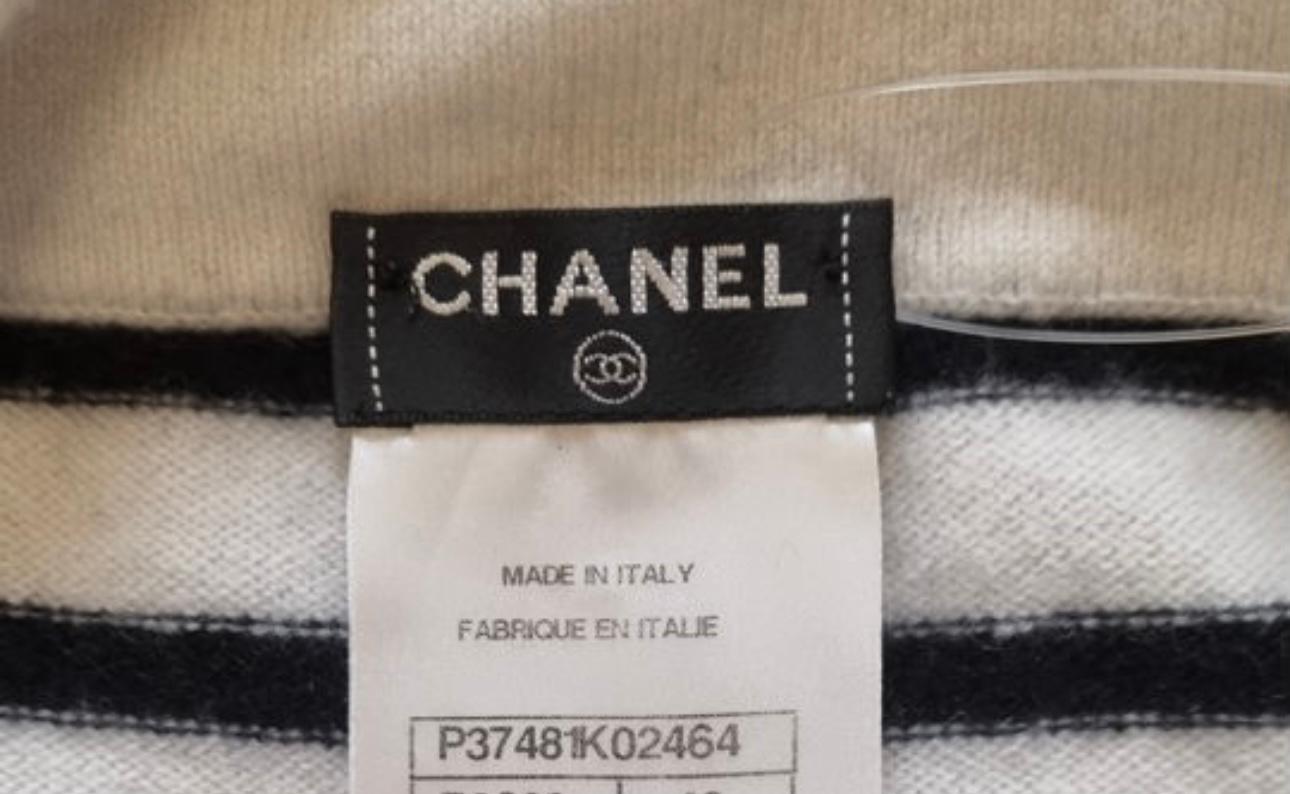 CHANEL
MADE IN ITALY
FABRIQUE EN ITALIE
P37481K02464